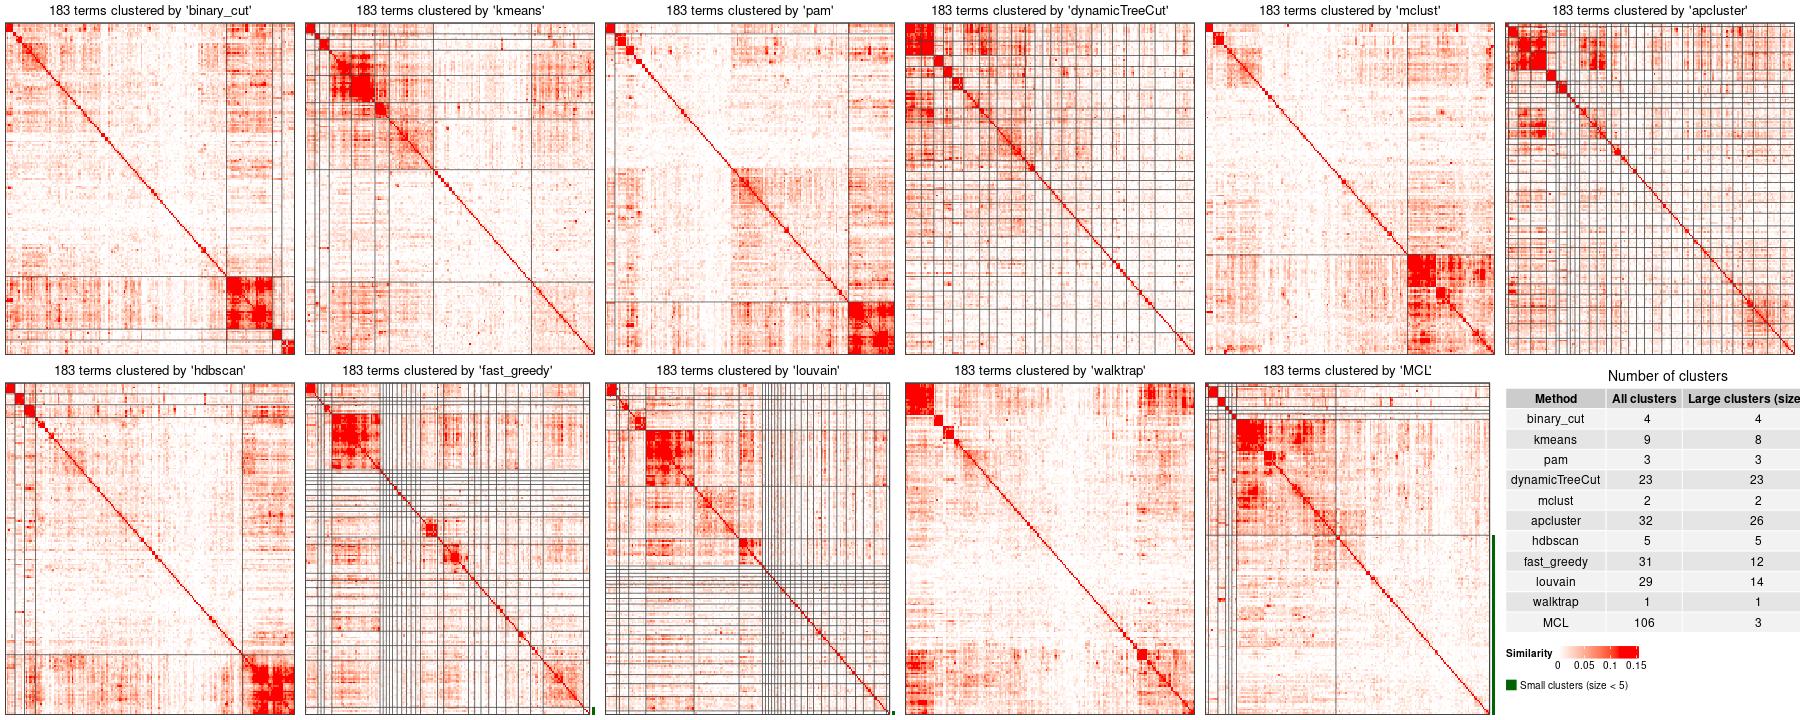 183 terms clustered by 'binary_cut'
183 terms clustered by 'kmeans'
183 terms clustered by 'pam'
183 terms clustered by 'dynamicTreeCut'
183 terms clustered by 'mclust'
183 terms clustered by 'apcluster'
183 terms clustered by 'hdbscan'
183 terms clustered by 'fast_greedy'
183 terms clustered by 'louvain'
183 terms clustered by 'walktrap'
183 terms clustered by 'MCL'
Number of clusters
Method All clusters Large clusters (size
binary_cut 4 4
kmeans 9 8
pam 3 3
dynamicTreeCut 23 23
mclust 2 2
apcluster 32 26
hdbscan 5 5
fast_greedy 31 12
louvain 29 14
walktrap 1 1
MCL 106 3
Similarity
0 0.05 0.1 0.15
Small clusters (size < 5)